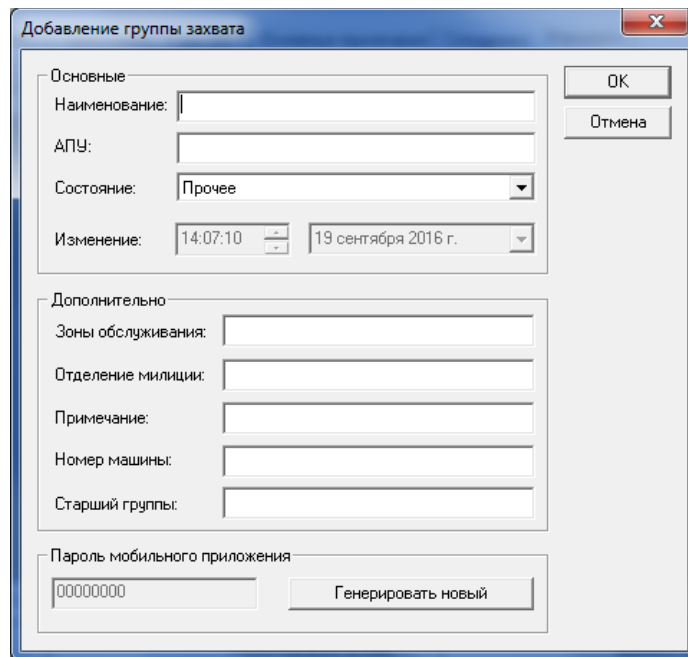 Добавление группы захвата
Основные
OK
Наименование:
Отмена
АПУ:
Состояние: Прочее
Изменение: 14:07:10 19 сентября 2016 г.
Дополнительно
Зоны обслуживания:
Отделение милиции:
Примечание:
Номер машины:
Старший группы:
Пароль мобильного приложения
00000000 Генерировать новый